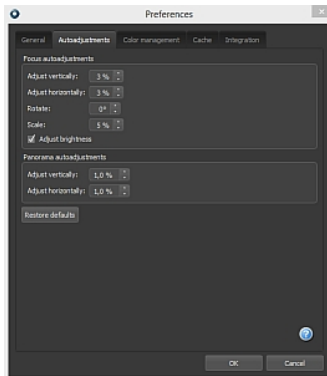 Preferences
General Autoadjustments Color management Cache Integration
Focus autoadjustments
Adjust vertically: 3 %
Adjust horizontally: 3 %
Rotate: 0°
Scale: 5 %
Adjust brightness
Panorama autoadjustments
Adjust vertically: 1,0 %
Adjust horizontally: 1,0 %
Restore defaults
OK Cancel